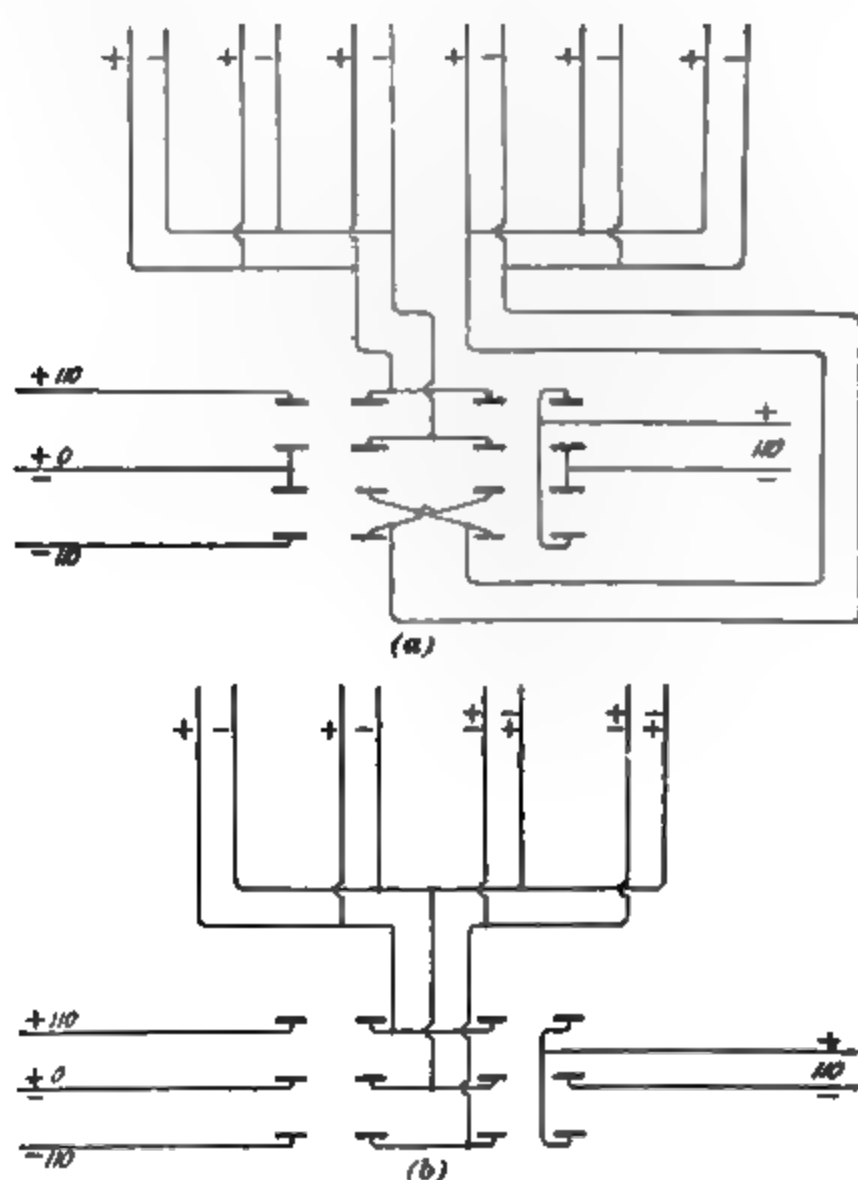 + - + - + - + - + - + -
+ 110
+ 0 +
- 110
- 110 -
(a)
+ - + - + - - + + - - +
+ 110
+ 0 +
- 110
- 110 -
(b)